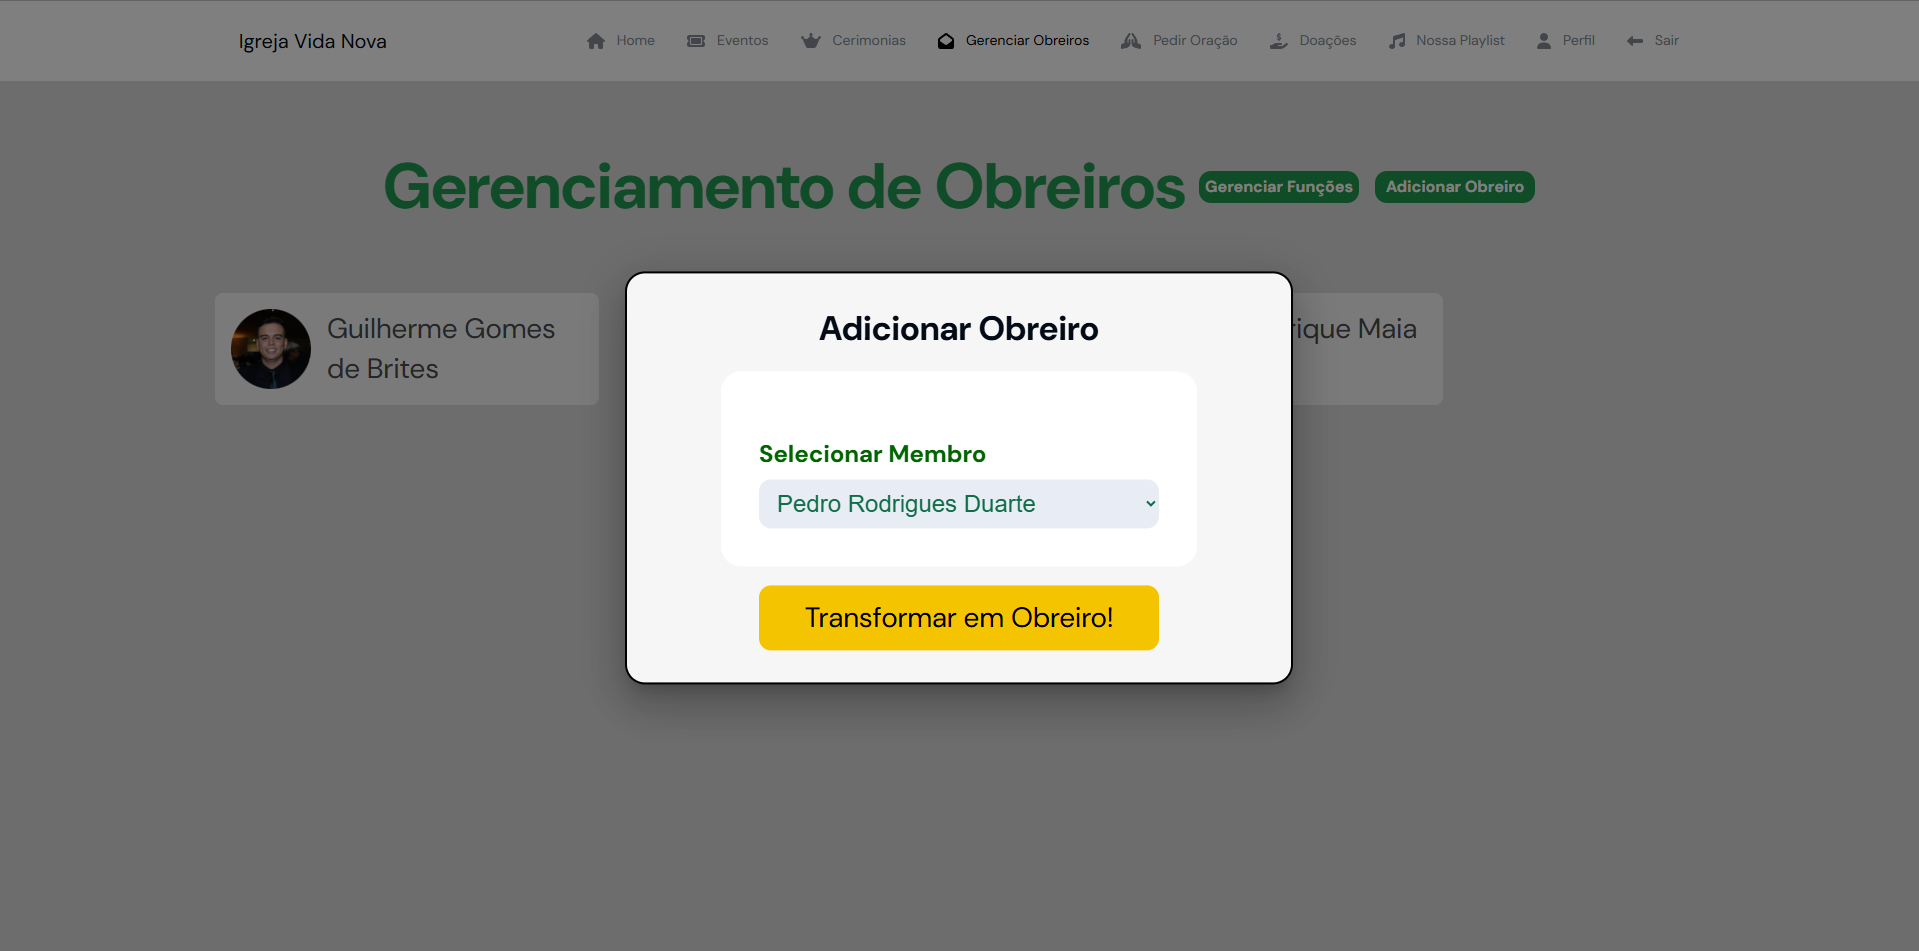 Igreja Vida Nova
Home
Eventos
Cerimonias
Gerenciar Obreiros
Pedir Oração
Doações
Nossa Playlist
Perfil
Sair
Gerenciamento de Obreiros
Gerenciar Funções
Adicionar Obreiro
Guilherme Gomes
de Brites
Maia
Adicionar Obreiro
Selecionar Membro
Pedro Rodrigues Duarte
Transformar em Obreiro!